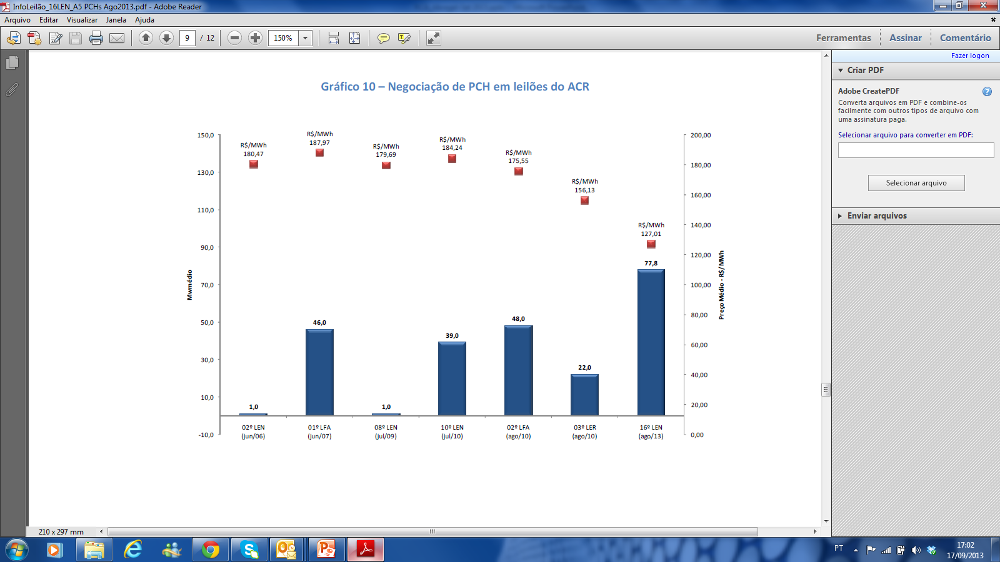 InfoLeilão_16LEN_A5 PCHs Ago2013.pdf - Adobe Reader
Arquivo Editar Visualizar Janela Ajuda
9 / 12 150% Ferramentas Assinar Comentário
Fazer logon
Criar PDF
Adobe CreatePDF
Converta arquivos em PDF e combine-os
facilmente com outros tipos de arquivo com
uma assinatura paga.
Selecionar arquivo para converter em PDF:
Selecionar arquivo
Enviar arquivos
Gráfico 10 – Negociação de PCH em leilões do ACR
150,0
130,0
110,0
90,0
70,0
50,0
30,0
10,0
-10,0
Mwmédio
R$/MWh
180,47
R$/MWh
187,97
R$/MWh
179,69
R$/MWh
184,24
R$/MWh
175,55
R$/MWh
156,13
R$/MWh
127,01
1,0
46,0
1,0
39,0
48,0
22,0
77,8
02º LEN
(jun/06)
01º LFA
(jun/07)
08º LEN
(jul/09)
10º LEN
(jul/10)
02º LFA
(ago/10)
03º LER
(ago/10)
16º LEN
(ago/13)
200,00
180,00
160,00
140,00
120,00
100,00
80,00
60,00
40,00
20,00
0,00
Preço Médio - R$/MWh
210 x 297 mm
PT
17:02
17/09/2013